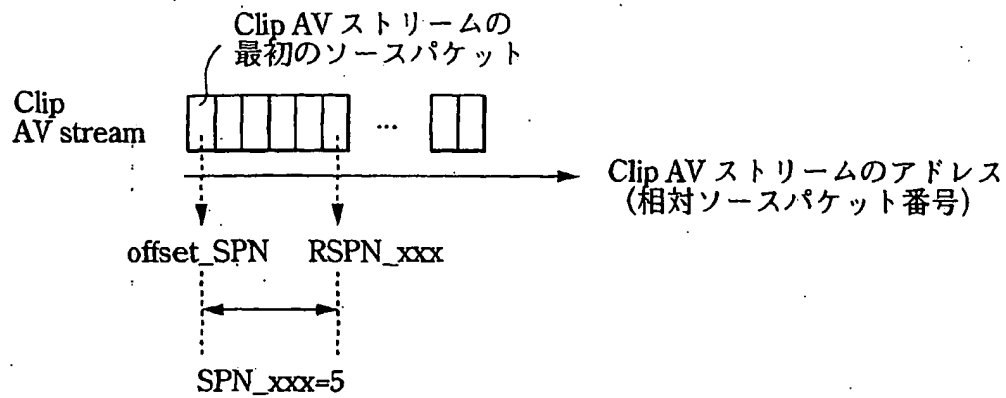 Clip AV ストリームの
最初のソースパケット
Clip
AV stream
...
Clip AV ストリームのアドレス
(相対ソースパケット番号)
offset_SPN RSPN_xxx
SPN_xxx=5